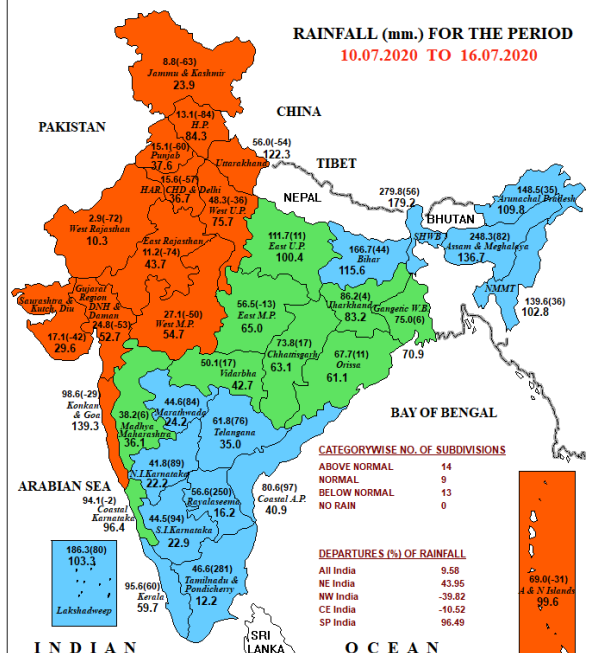 RAINFALL (mm.) FOR THE PERIOD
10.07.2020 TO 16.07.2020
8.8(-63)
Jammu & Kashmir
23.9
CHINA
13.1(-84)
H.P.
84.3
PAKISTAN
56.0(-54)
122.3
Uttarakhand
TIBET
15.1(-60)
Punjab
37.6
15.6(-57)
HAR. CHD & Delhi
36.7
48.3(-36)
West U.P.
75.7
NEPAL
279.8(56)
179.2
BHUTAN
148.5(35)
Arunachal Pradesh
109.8
2.9(-72)
West Rajasthan
10.3
East Rajasthan
11.2(-74)
43.7
111.7(11)
East U.P.
100.4
166.7(44)
Bihar
115.6
SHWB
248.3(82)
Assam & Meghalaya
136.7
NMMT
139.6(36)
102.8
Saurashtra &
Kutch, Diu
17.1(-42)
29.6
Gujarat
Region
DNH &
Daman
24.8(-53)
52.7
27.1(-50)
West M.P.
54.7
56.5(-13)
East M.P.
65.0
86.2(4)
Jharkhand
83.2
Gangetic W.B.
75.0(6)
70.9
73.8(17)
Chhattisgarh
63.1
67.7(11)
Orissa
61.1
50.1(17)
Vidarbha
42.7
98.6(-29)
Konkan
& Goa
139.3
38.2(6)
Madhya
Maharashtra
36.1
44.6(84)
Marathwada
24.2
61.8(76)
Telangana
35.0
BAY OF BENGAL
41.8(89)
N.I.Karnataka
22.2
ARABIAN SEA
94.1(-2)
Coastal
Karnataka
96.4
56.6(250)
Rayalaseema
16.2
80.6(97)
Coastal A.P.
40.9
44.5(94)
S.I.Karnataka
22.9
186.3(80)
103.3
Lakshadweep
95.6(60)
Kerala
59.7
46.6(281)
Tamilnadu &
Pondicherry
12.2
CATEGORYWISE NO. OF SUBDIVISIONS
ABOVE NORMAL 14
NORMAL 9
BELOW NORMAL 13
NO RAIN 0
DEPARTURES (%) OF RAINFALL
All India 9.58
NE India 43.95
NW India -39.82
CE India -10.52
SP India 96.49
69.0(-31)
A & N Islands
99.6
SRI
LANKA
INDIAN OCEAN